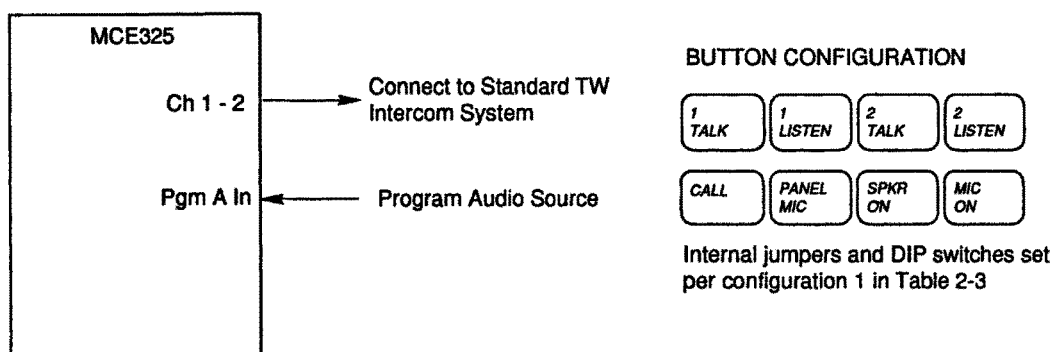 MCE325
Ch 1 - 2
Connect to Standard TW
Intercom System
Pgm A In
Program Audio Source
BUTTON CONFIGURATION
1
TALK
1
LISTEN
2
TALK
2
LISTEN
CALL
PANEL
MIC
SPKR
ON
MIC
ON
Internal jumpers and DIP switches set
per configuration 1 in Table 2-3